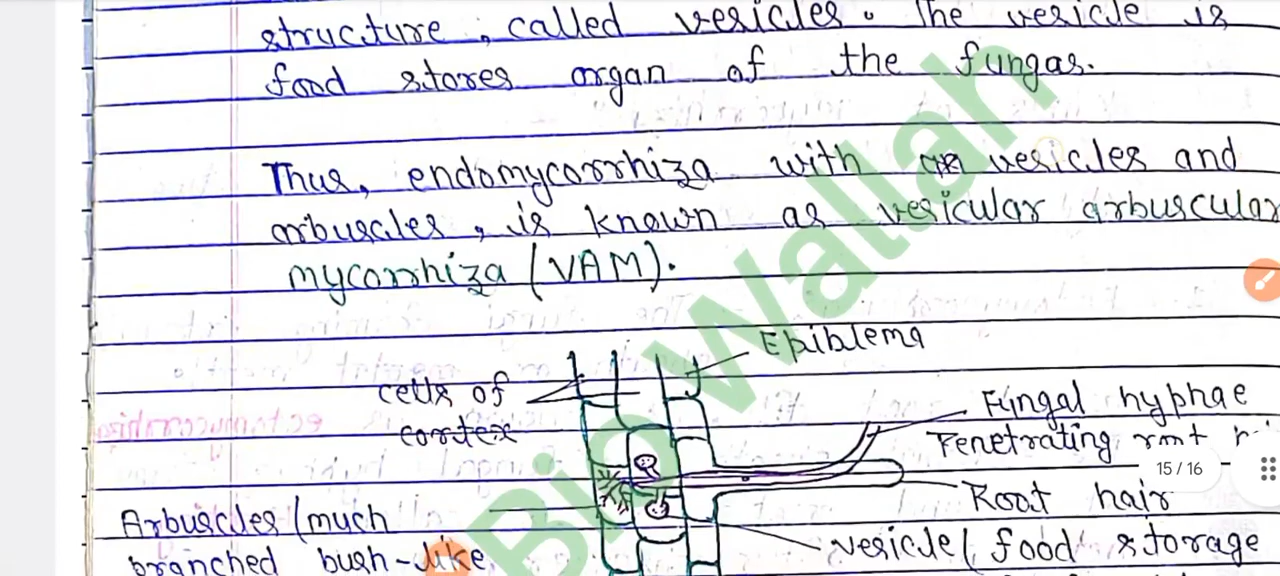 structure, called vesicles. The vesicle is
food stores organ of the fungas.
Thus, endomycorrhiza with vesicles and
arbuscles, is known as vesicular arbuscular
mycorrhiza (VAM).
Epiblema
cells of
cortex
Fungal hyphae
Penetrating
15 / 16
Root hair
Arbuscles (much
branched bush-like
vesicle( food storage
Bio Wallah